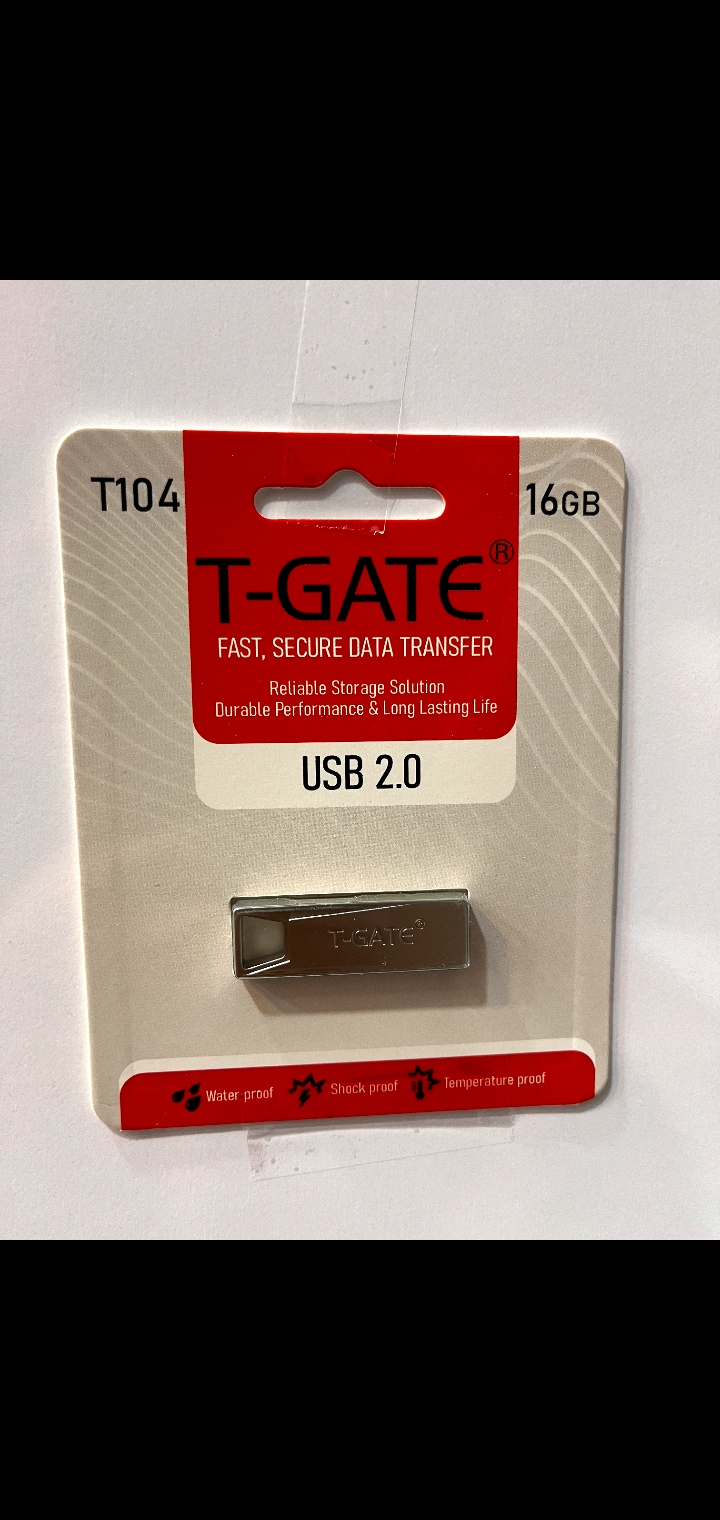 T104
16GB
T-GATE®
FAST, SECURE DATA TRANSFER
Reliable Storage Solution
Durable Performance & Long Lasting Life
USB 2.0
T-GATE®
Water proof
Shock proof
Temperature proof